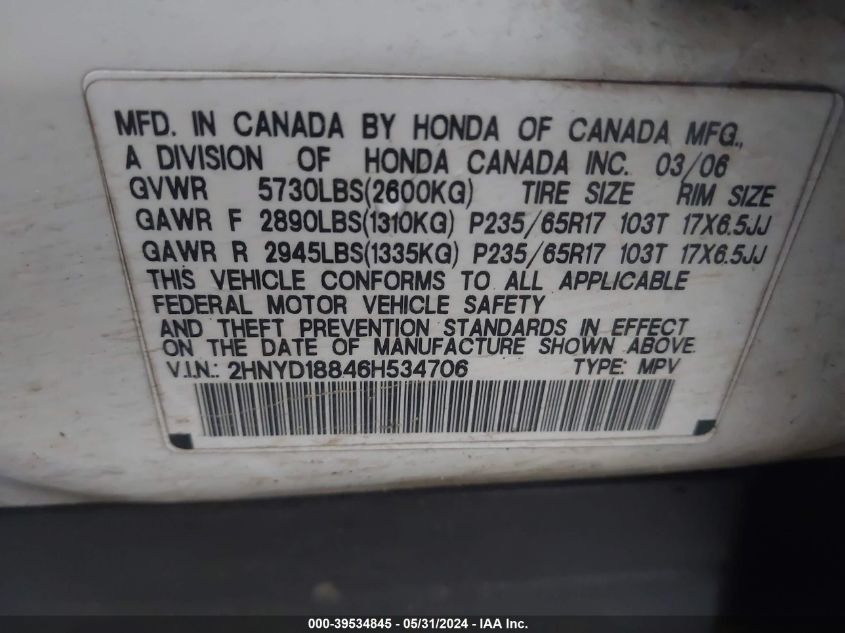 MFD. IN CANADA BY HONDA OF CANADA MFG.,
A DIVISION OF HONDA CANADA INC. 03/06
GVWR 5730LBS(2600KG) TIRE SIZE RIM SIZE
GAWR F 2890LBS(1310KG) P235/65R17 103T 17X6.5JJ
GAWR R 2945LBS(1335KG) P235/65R17 103T 17X6.5JJ
THIS VEHICLE CONFORMS TO ALL APPLICABLE
FEDERAL MOTOR VEHICLE SAFETY
AND THEFT PREVENTION STANDARDS IN EFFECT
ON THE DATE OF MANUFACTURE SHOWN ABOVE.
V.I.N.: 2HNYD18846H534706 TYPE: MPV
000-39534845 - 05/31/2024 - IAA Inc.